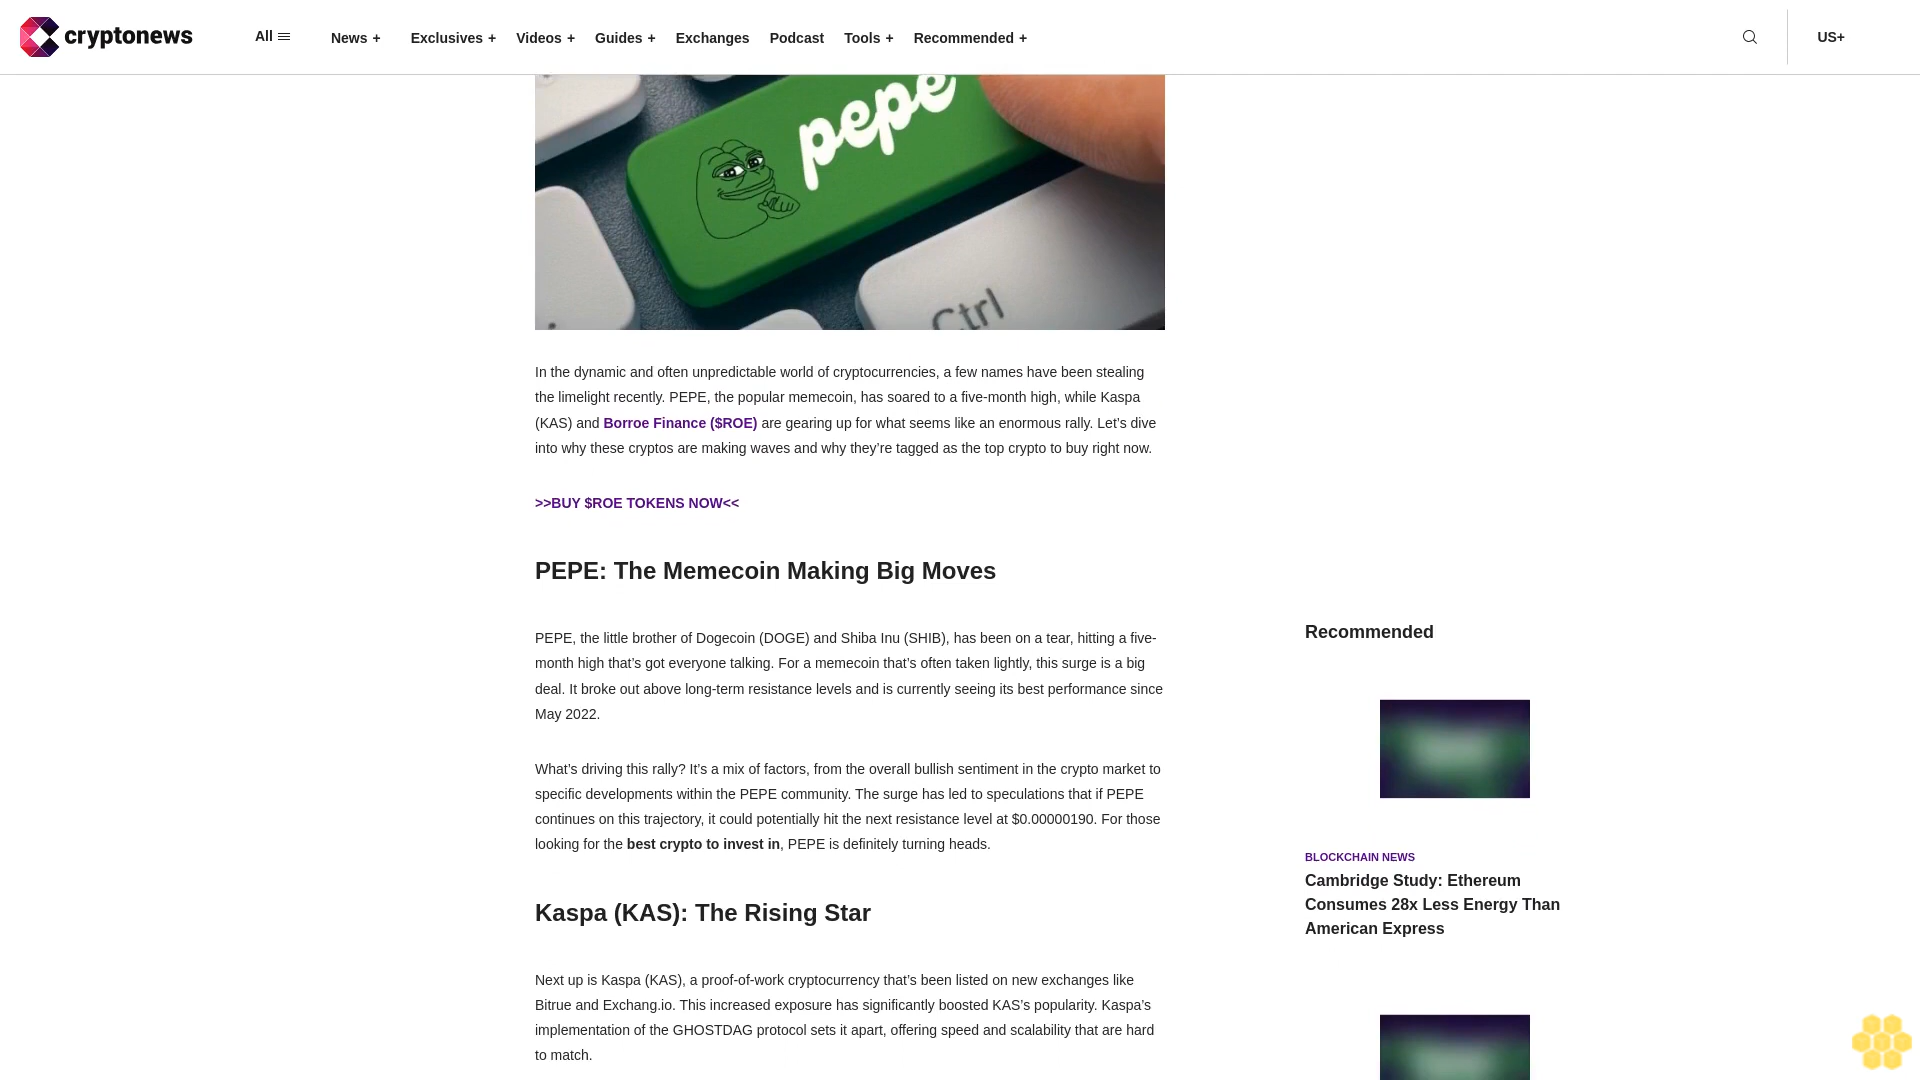 cryptonews
All
News +
Exclusives +
Videos +
Guides +
Exchanges
Podcast
Tools +
Recommended +
US+
pepe
Ctrl
In the dynamic and often unpredictable world of cryptocurrencies, a few names have been stealing
the limelight recently. PEPE, the popular memecoin, has soared to a five-month high, while Kaspa
(KAS) and Borroe Finance ($ROE) are gearing up for what seems like an enormous rally. Let’s dive
into why these cryptos are making waves and why they’re tagged as the top crypto to buy right now.
>>BUY $ROE TOKENS NOW<<
PEPE: The Memecoin Making Big Moves
PEPE, the little brother of Dogecoin (DOGE) and Shiba Inu (SHIB), has been on a tear, hitting a five-
month high that’s got everyone talking. For a memecoin that’s often taken lightly, this surge is a big
deal. It broke out above long-term resistance levels and is currently seeing its best performance since
May 2022.
What’s driving this rally? It’s a mix of factors, from the overall bullish sentiment in the crypto market to
specific developments within the PEPE community. The surge has led to speculations that if PEPE
continues on this trajectory, it could potentially hit the next resistance level at $0.00000190. For those
looking for the best crypto to invest in, PEPE is definitely turning heads.
Kaspa (KAS): The Rising Star
Next up is Kaspa (KAS), a proof-of-work cryptocurrency that’s been listed on new exchanges like
Bitrue and Exchang.io. This increased exposure has significantly boosted KAS’s popularity. Kaspa’s
implementation of the GHOSTDAG protocol sets it apart, offering speed and scalability that are hard
to match.
Recommended
BLOCKCHAIN NEWS
Cambridge Study: Ethereum
Consumes 28x Less Energy Than
American Express